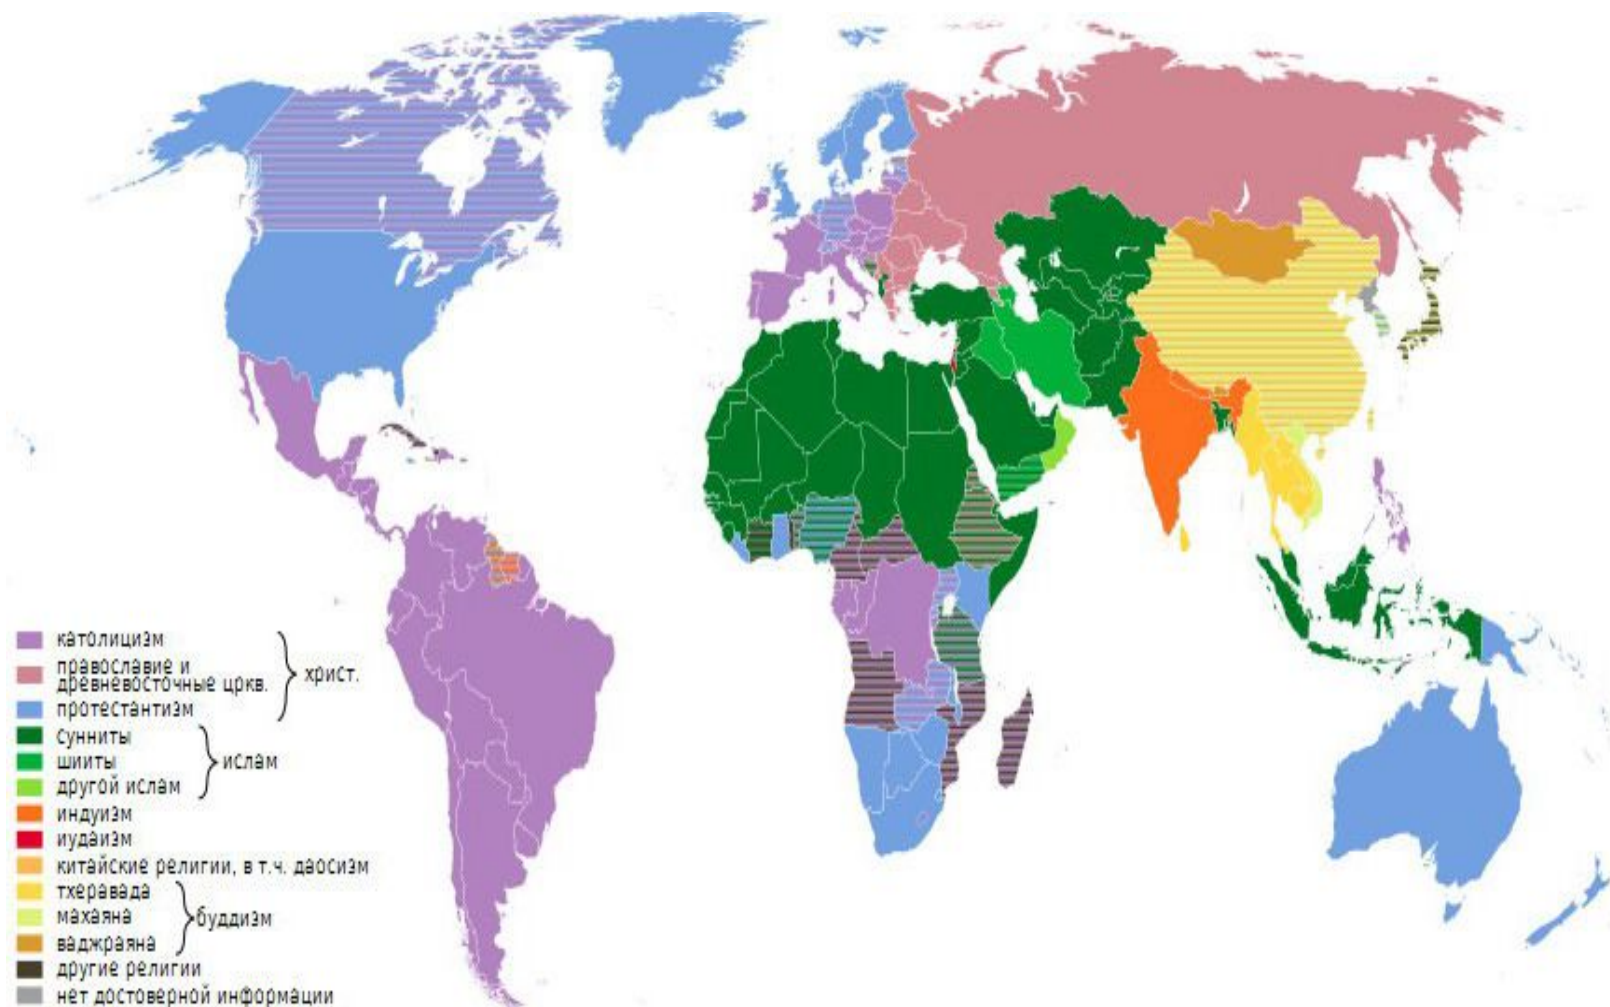 католицизм
православие и
древневосточные цркв.
христ.
протестантизм
сунниты
шииты
ислам
другой ислам
индуизм
иудаизм
китайские религии, в т.ч. даосизм
тхеравада
махаяна
буддизм
ваджраяна
другие религии
нет достоверной информации